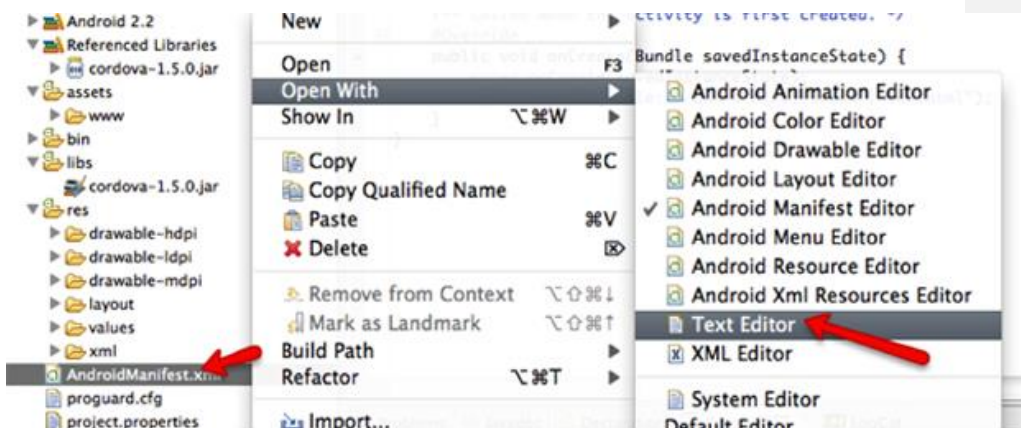 Android 2.2
Referenced Libraries
cordova-1.5.0.jar
assets
www
bin
libs
cordova-1.5.0.jar
res
drawable-hdpi
drawable-ldpi
drawable-mdpi
layout
values
xml
AndroidManifest.xml
proguard.cfg
project.properties
New
Open F3
Open With
Show In ⌥⌘W
Copy ⌘C
Copy Qualified Name
Paste ⌘V
Delete ⌦
Remove from Context ⌥⇧⌘↓
Mark as Landmark ⌥⇧⌘↑
Build Path
Refactor ⌥⌘T
Import...
ctivity is first created. */
Bundle savedInstanceState) {
Android Animation Editor
Android Color Editor
Android Drawable Editor
Android Layout Editor
✓ Android Manifest Editor
Android Menu Editor
Android Resource Editor
Android Xml Resources Editor
Text Editor
XML Editor
System Editor
Default Editor